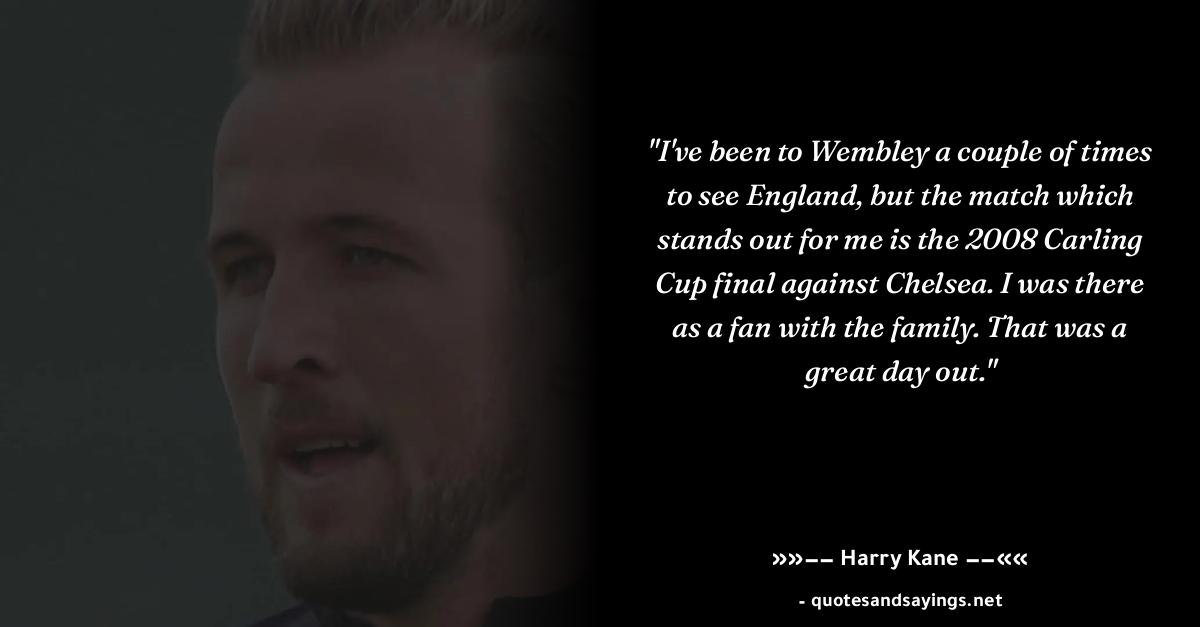 "I've been to Wembley a couple of times
to see England, but the match which
stands out for me is the 2008 Carling
Cup final against Chelsea. I was there
as a fan with the family. That was a
great day out."
»»−− Harry Kane −−««
- quotesandsayings.net